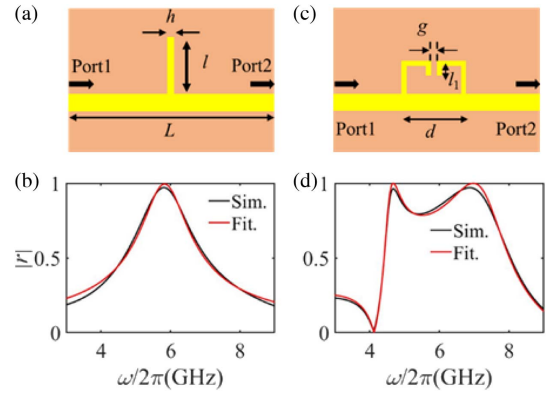 (a)
h
l
Port1
Port2
L
(c)
g
l₁
Port1
d
Port2
(b)
|r|
1
0.5
0
Sim.
Fit.
4
6
8
ω/2π(GHz)
(d)
1
0.5
0
Sim.
Fit.
4
6
8
ω/2π(GHz)